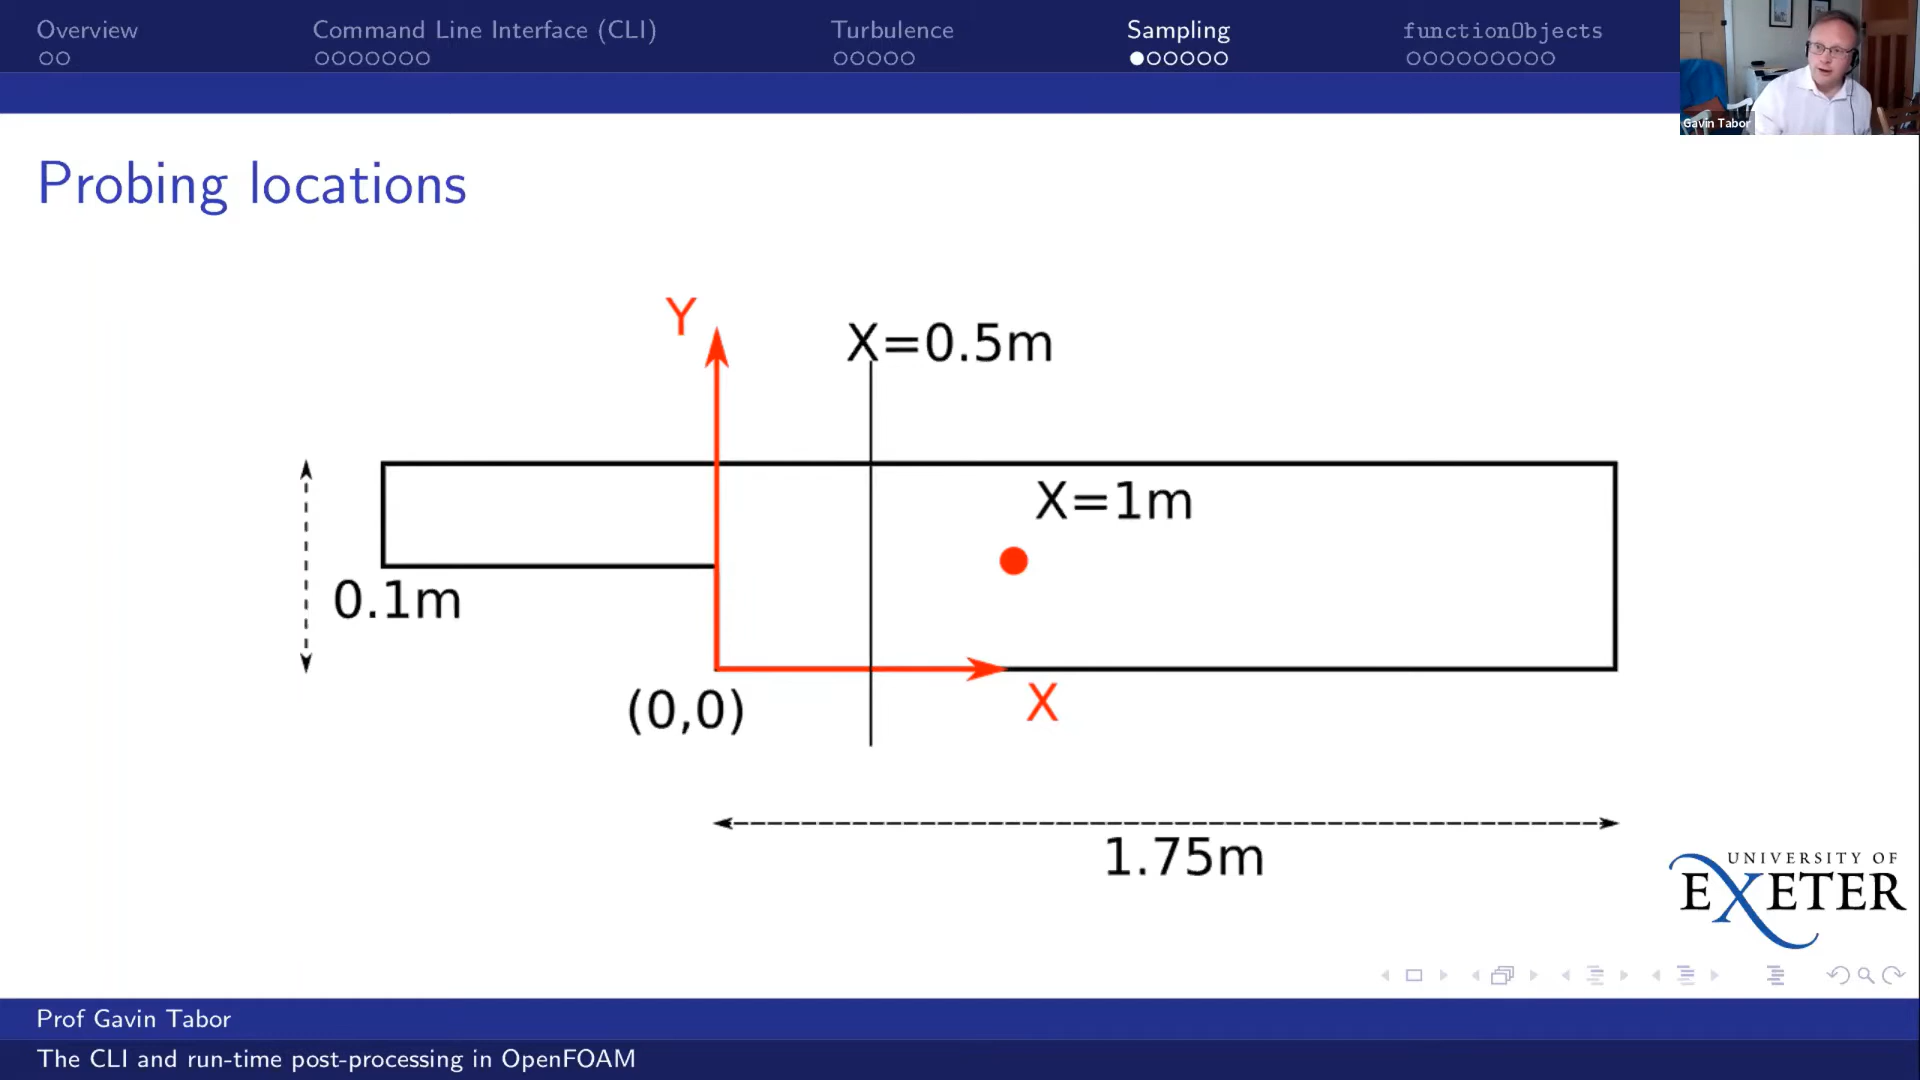 Overview
Command Line Interface (CLI)
Turbulence
Sampling
functionObjects
Gavin Tabor
Probing locations
Y
X=0.5m
X=1m
0.1m
(0,0)
X
1.75m
UNIVERSITY OF
EXETER
Prof Gavin Tabor
The CLI and run-time post-processing in OpenFOAM